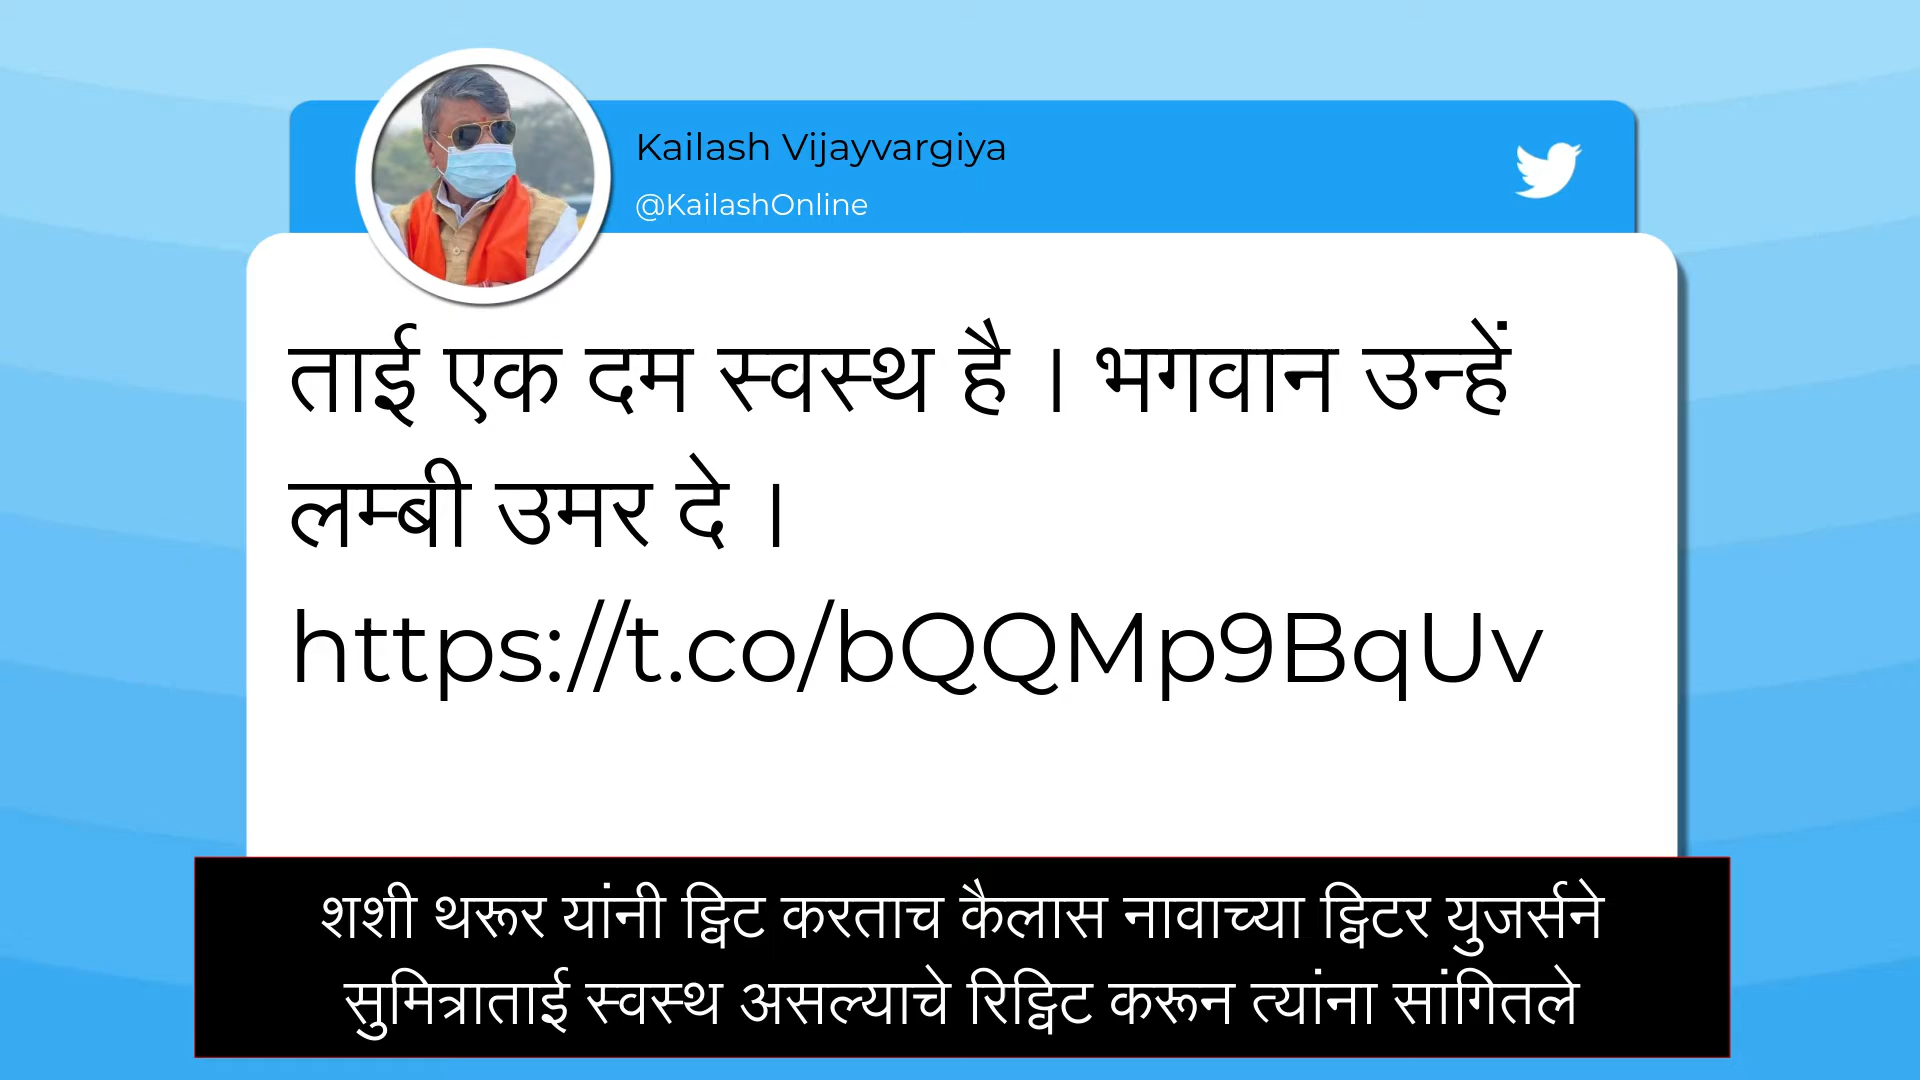 Kailash Vijayvargiya
@KailashOnline
ताई एक दम स्वस्थ है । भगवान उन्हें
लम्बी उमर दे ।
https://t.co/bQQMp9BqUv
शशी थरूर यांनी ट्विट करताच कैलास नावाच्या ट्विटर युजर्सने
सुमित्राताई स्वस्थ असल्याचे रिट्विट करून त्यांना सांगितले